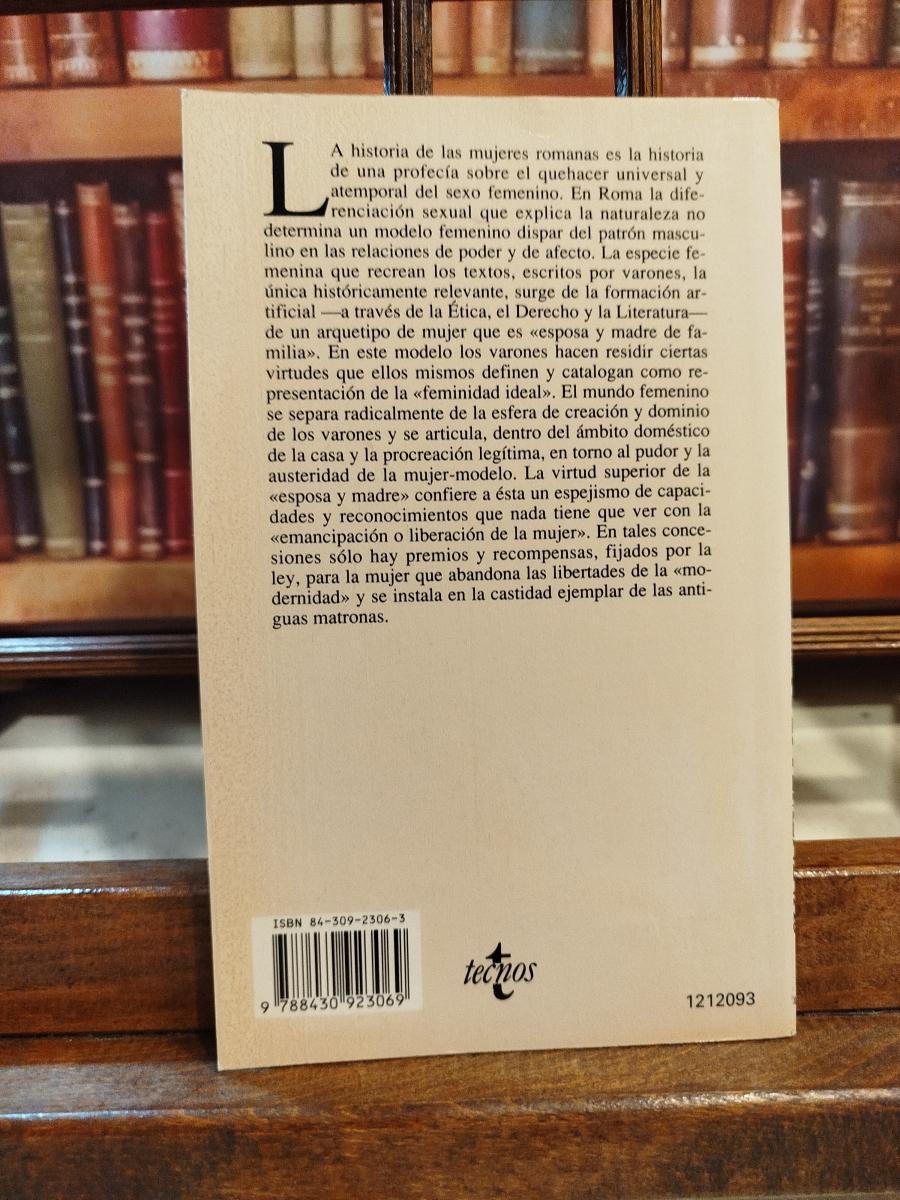 LA historia de las mujeres romanas es la historia
de una profecía sobre el quehacer universal y
atemporal del sexo femenino. En Roma la dife-
renciación sexual que explica la naturaleza no
determina un modelo femenino dispar del patrón mascu-
lino en las relaciones de poder y de afecto. La especie fe-
menina que recrean los textos, escritos por varones, la
única históricamente relevante, surge de la formación ar-
tificial —a través de la Ética, el Derecho y la Literatura—
de un arquetipo de mujer que es «esposa y madre de fa-
milia». En este modelo los varones hacen residir ciertas
virtudes que ellos mismos definen y catalogan como re-
presentación de la «feminidad ideal». El mundo femenino
se separa radicalmente de la esfera de creación y dominio
de los varones y se articula, dentro del ámbito doméstico
de la casa y la procreación legítima, en torno al pudor y la
austeridad de la mujer-modelo. La virtud superior de la
«esposa y madre» confiere a ésta un espejismo de capaci-
dades y reconocimientos que nada tiene que ver con la
«emancipación o liberación de la mujer». En tales conce-
siones sólo hay premios y recompensas, fijados por la
ley, para la mujer que abandona las libertades de la «mo-
dernidad» y se instala en la castidad ejemplar de las anti-
guas matronas.
ISBN 84-309-2306-3
9 788430 923069
tecnos
1212093